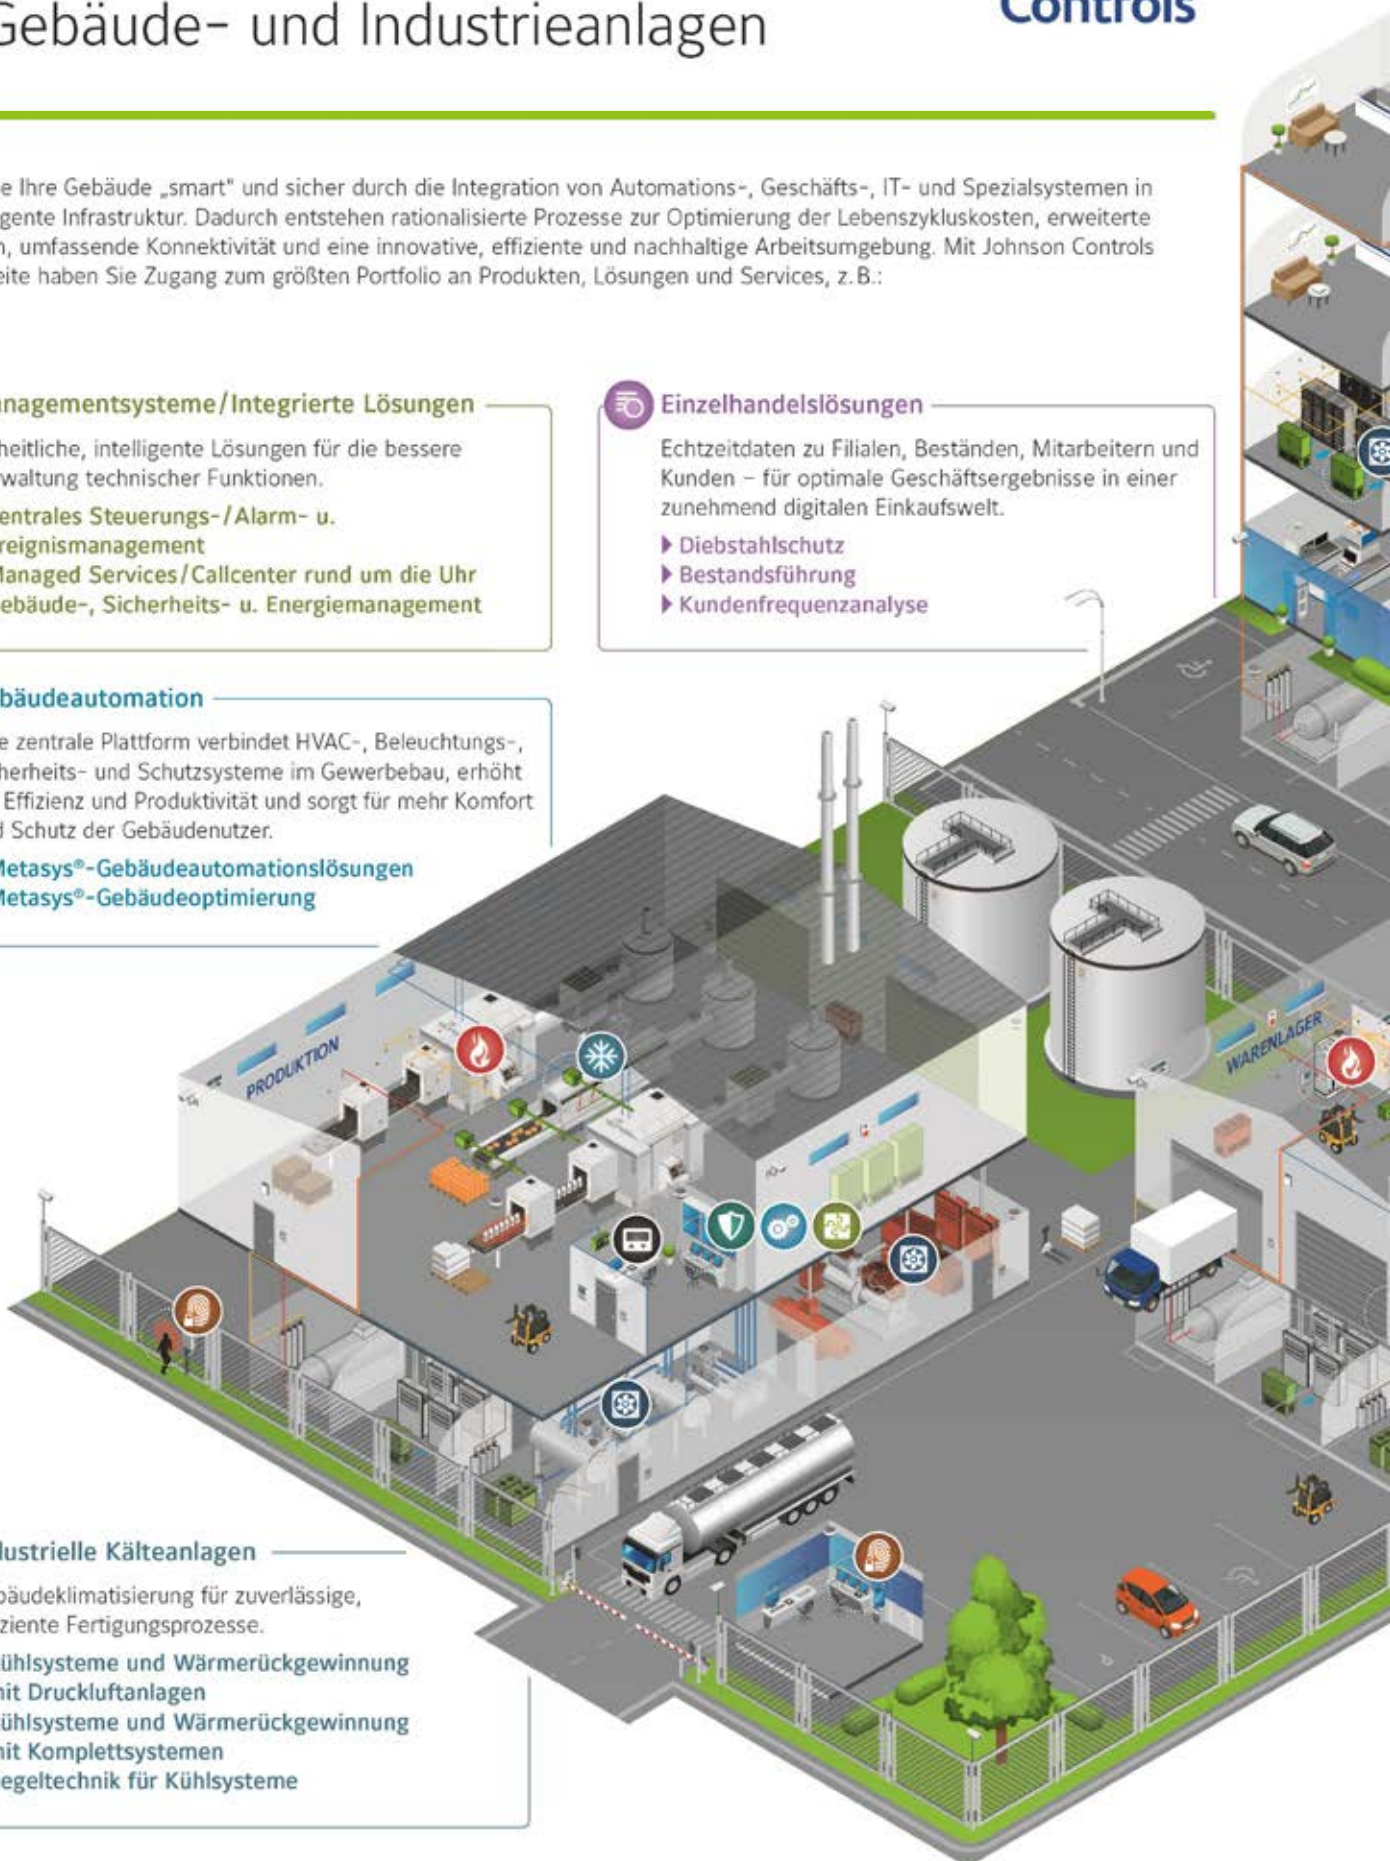 Gebäude- und Industrieanlagen
Controls
e Ihre Gebäude „smart“ und sicher durch die Integration von Automations-, Geschäfts-, IT- und Spezialsystemen in
gente Infrastruktur. Dadurch entstehen rationalisierte Prozesse zur Optimierung der Lebenszykluskosten, erweiterte
n, umfassende Konnektivität und eine innovative, effiziente und nachhaltige Arbeitsumgebung. Mit Johnson Controls
eite haben Sie Zugang zum größten Portfolio an Produkten, Lösungen und Services, z.B.:
nagementsysteme/Integrierte Lösungen
heitliche, intelligente Lösungen für die bessere
waltung technischer Funktionen.
entrales Steuerungs-/Alarm- u.
reignismanagement
Managed Services/Callcenter rund um die Uhr
ebäude-, Sicherheits- u. Energiemanagement
Einzelhandelslösungen
Echtzeitdaten zu Filialen, Beständen, Mitarbeitern und
Kunden – für optimale Geschäftsergebnisse in einer
zunehmend digitalen Einkaufswelt.
Diebstahlschutz
Bestandsführung
Kundenfrequenzanalyse
bäudeautomation
e zentrale Plattform verbindet HVAC-, Beleuchtungs-,
herheits- und Schutzsysteme im Gewerbebau, erhöht
Effizienz und Produktivität und sorgt für mehr Komfort
d Schutz der Gebäudenutzer.
Metasys®-Gebäudeautomationslösungen
Metasys®-Gebäudeoptimierung
PRODUKTION
WARENLAGER
dustrielle Kälteanlagen
bäudeklimatisierung für zuverlässige,
ziente Fertigungsprozesse.
ühlsysteme und Wärmerückgewinnung
mit Druckluftanlagen
ühlsysteme und Wärmerückgewinnung
mit Komplettsystemen
egeltechnik für Kühlsysteme